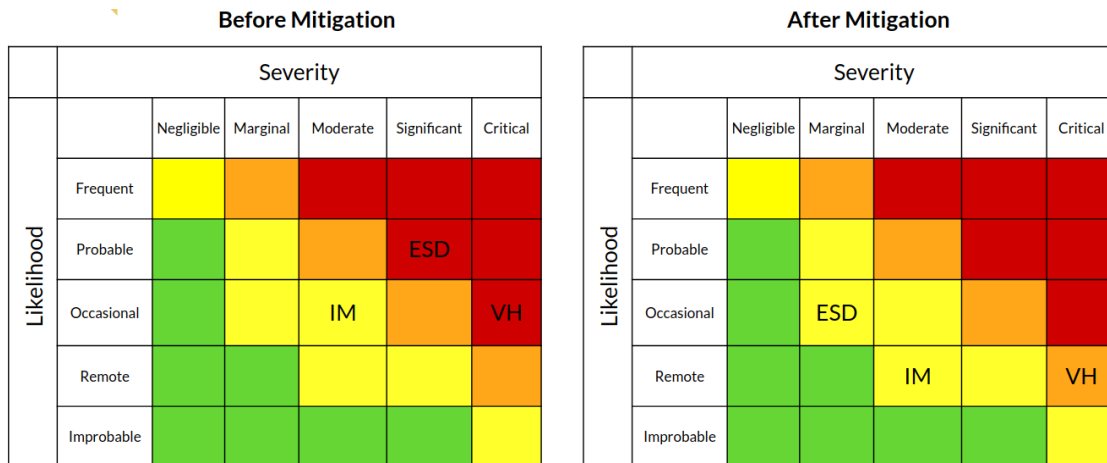 Before Mitigation
Severity
Likelihood
Negligible Marginal Moderate Significant Critical
Frequent
Probable ESD
Occasional IM VH
Remote
Improbable
After Mitigation
Severity
Likelihood
Negligible Marginal Moderate Significant Critical
Frequent
Probable
Occasional ESD
Remote IM VH
Improbable